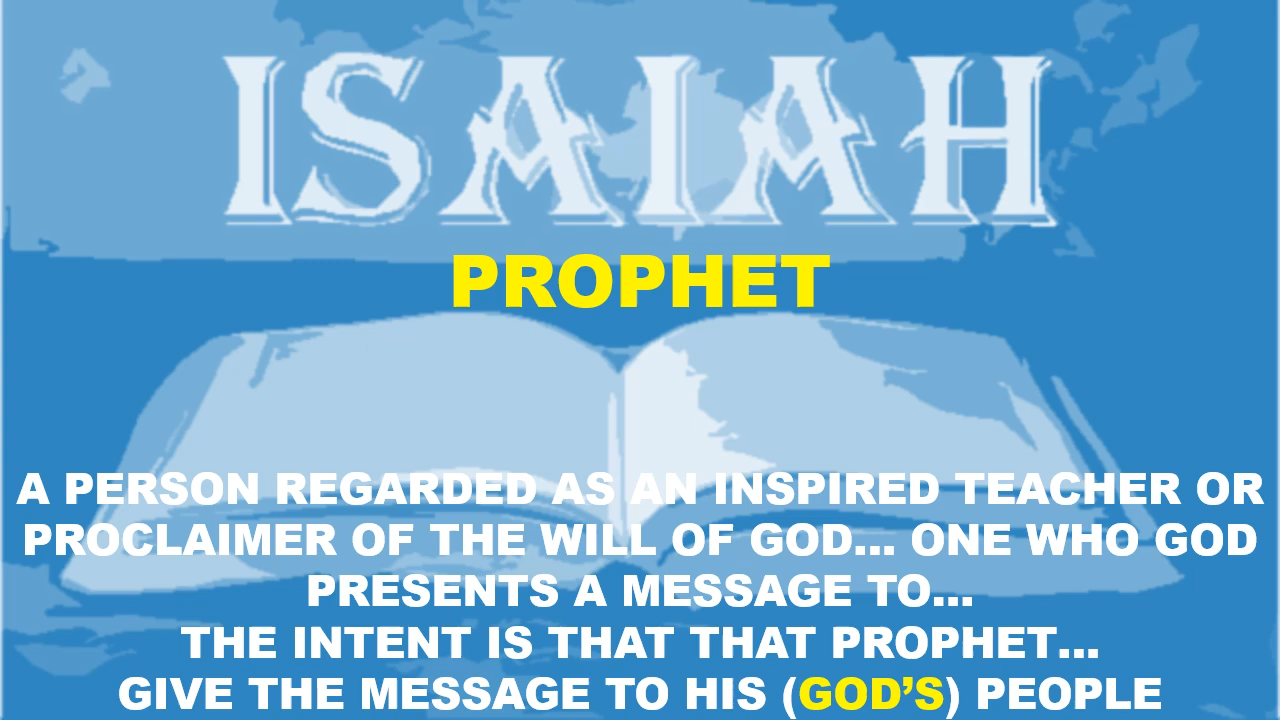 ISAIAH
PROPHET
A PERSON REGARDED AS AN INSPIRED TEACHER OR
PROCLAIMER OF THE WILL OF GOD... ONE WHO GOD
PRESENTS A MESSAGE TO...
THE INTENT IS THAT THAT PROPHET...
GIVE THE MESSAGE TO HIS (GOD’S) PEOPLE